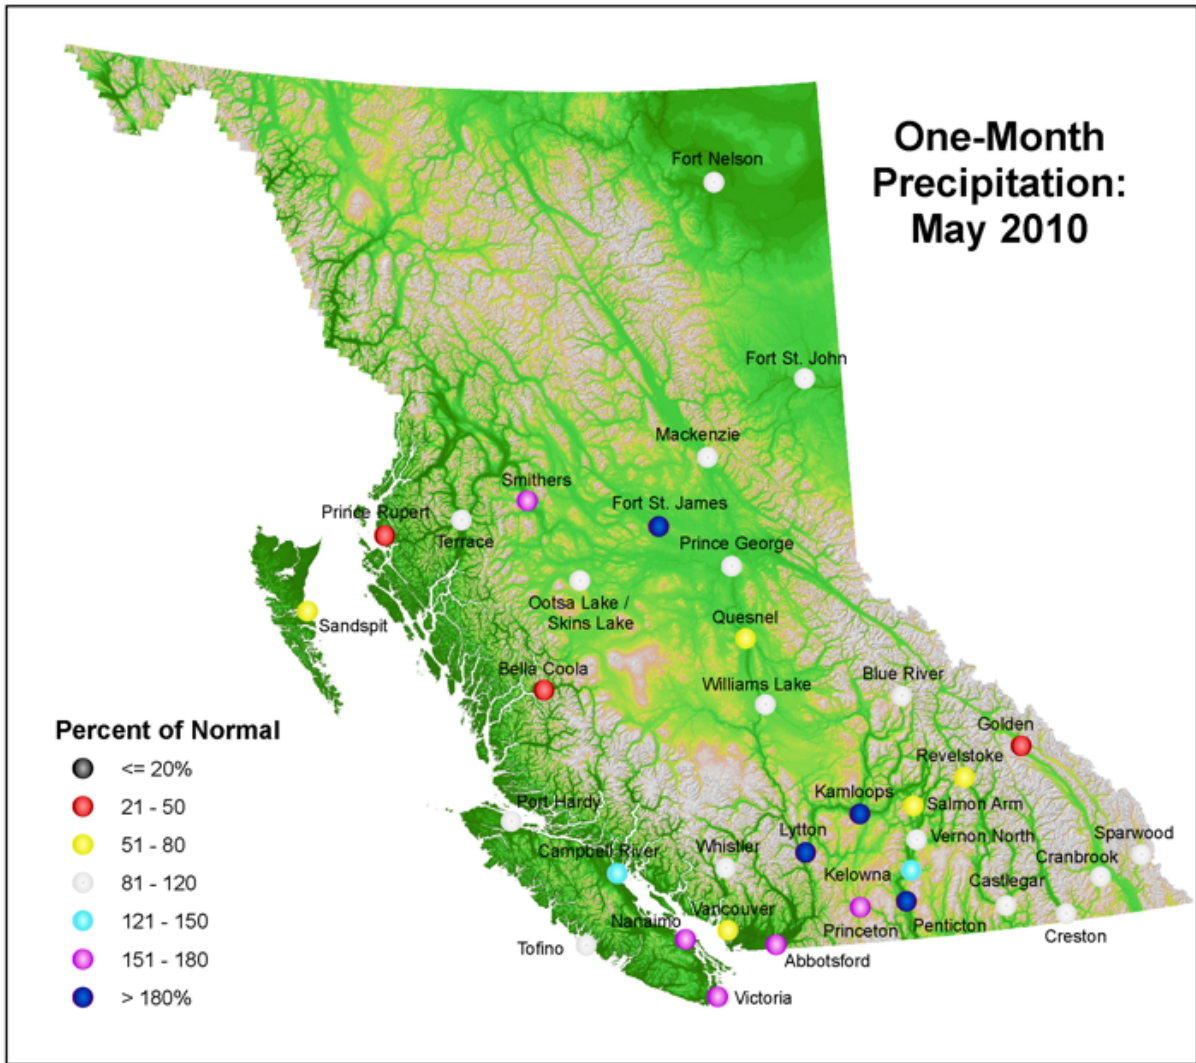 One-Month
Precipitation:
May 2010
Fort Nelson
Fort St. John
Mackenzie
Smithers
Fort St. James
Prince Rupert
Terrace
Prince George
Ootsa Lake /
Skins Lake
Sandspit
Quesnel
Bella Coola
Williams Lake
Blue River
Golden
Revelstoke
Percent of Normal
<= 20%
21 - 50
51 - 80
81 - 120
121 - 150
151 - 180
> 180%
Kamloops
Salmon Arm
Port Hardy
Lytton
Vernon North
Sparwood
Campbell River
Whistler
Cranbrook
Kelowna
Castlegar
Vancouver
Nanaimo
Princeton
Penticton
Creston
Tofino
Abbotsford
Victoria